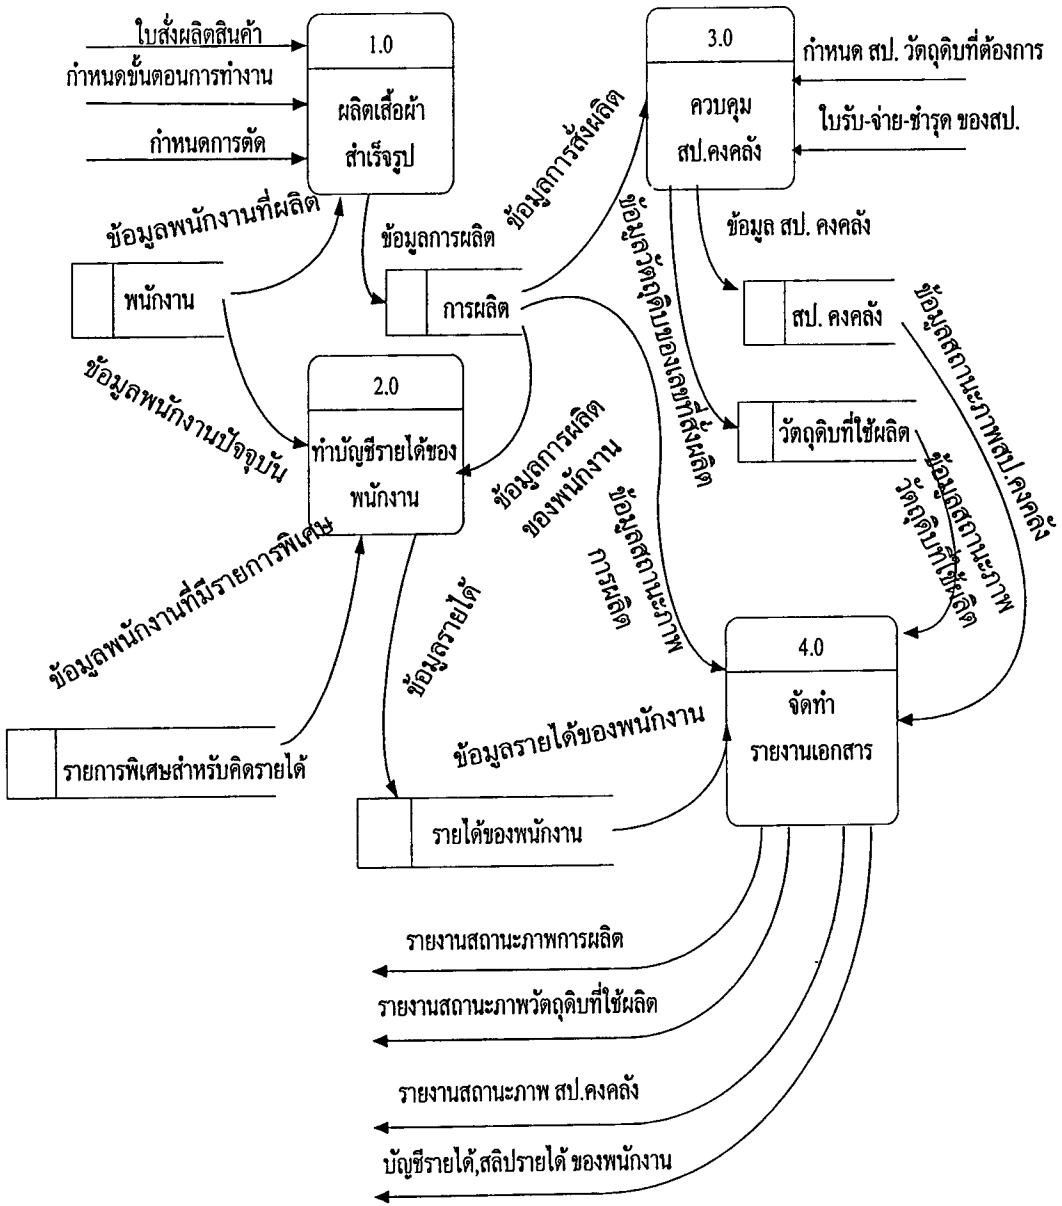 ใบสั่งผลิตสินค้า
กำหนดขั้นตอนการทำงาน
กำหนดการตัด
1.0
ผลิตเสื้อผ้า
สำเร็จรูป
3.0
ควบคุม
สป.คงคลัง
กำหนด สป. วัตถุดิบที่ต้องการ
ใบรับ-จ่าย-ชำรุด ของสป.
ข้อมูลพนักงานที่ผลิต
ข้อมูลการผลิต
ข้อมูลการสั่งผลิต
ข้อมูลวัตถุดิบของเลขที่สั่งผลิต
ข้อมูล สป. คงคลัง
พนักงาน
การผลิต
สป. คงคลัง
ข้อมูลสถานะภาพสป.คงคลัง
ข้อมูลพนักงานปัจจุบัน
2.0
ทำบัญชีรายได้ของ
พนักงาน
ข้อมูลการผลิต
ของพนักงาน
วัตถุดิบที่ใช้ผลิต
ข้อมูลสถานะภาพ
วัตถุดิบที่ใช้ผลิต
ข้อมูลสถานะภาพ
การผลิต
ข้อมูลพนักงานที่มีรายการพิเศษ
ข้อมูลรายได้
4.0
จัดทำ
รายงานเอกสาร
ข้อมูลรายได้ของพนักงาน
รายการพิเศษสำหรับคิดรายได้
รายได้ของพนักงาน
รายงานสถานะภาพการผลิต
รายงานสถานะภาพวัตถุดิบที่ใช้ผลิต
รายงานสถานะภาพ สป.คงคลัง
บัญชีรายได้,สลิปรายได้ ของพนักงาน